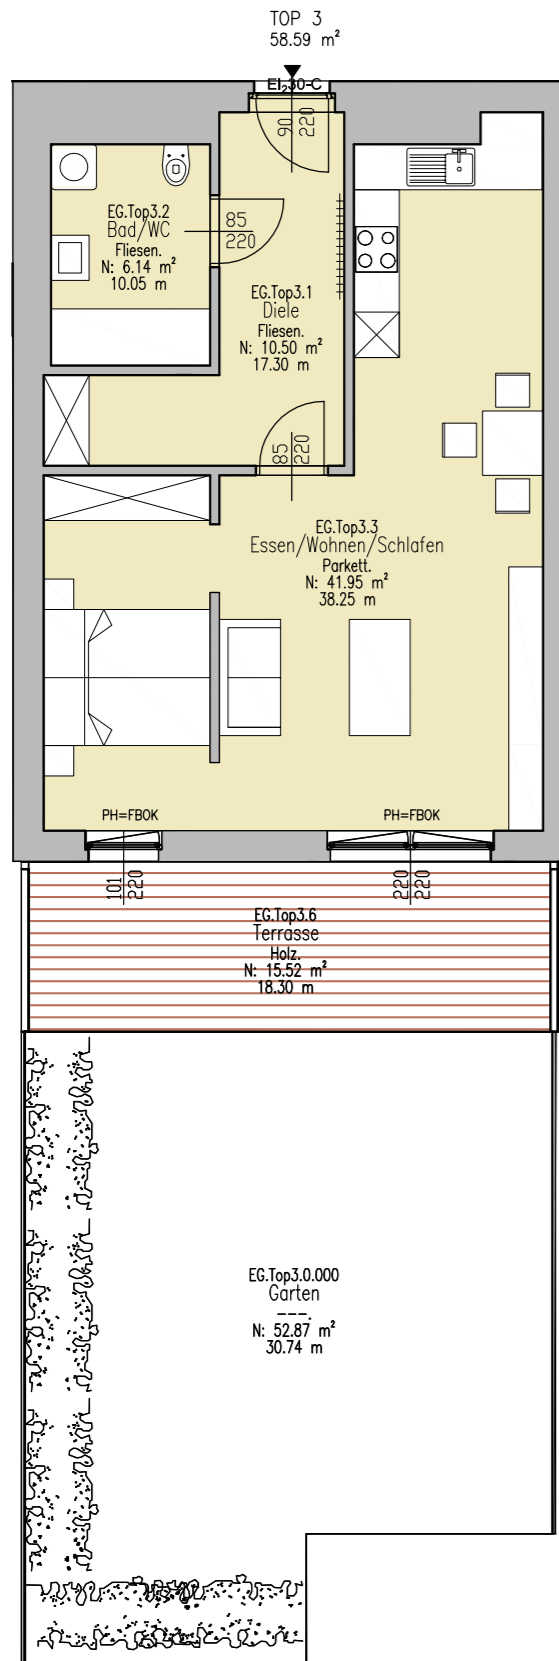 TOP 3
58.59 m²
EI₂30-C
90
220
EG.Top3.2
Bad/WC
Fliesen.
N: 6.14 m²
10.05 m
85
220
EG.Top3.1
Diele
Fliesen.
N: 10.50 m²
17.30 m
85
220
EG.Top3.3
Essen/Wohnen/Schlafen
Parkett.
N: 41.95 m²
38.25 m
PH=FBOK
PH=FBOK
101
220
220
220
EG.Top3.6
Terrasse
Holz.
N: 15.52 m²
18.30 m
EG.Top3.0.000
Garten
---.
N: 52.87 m²
30.74 m